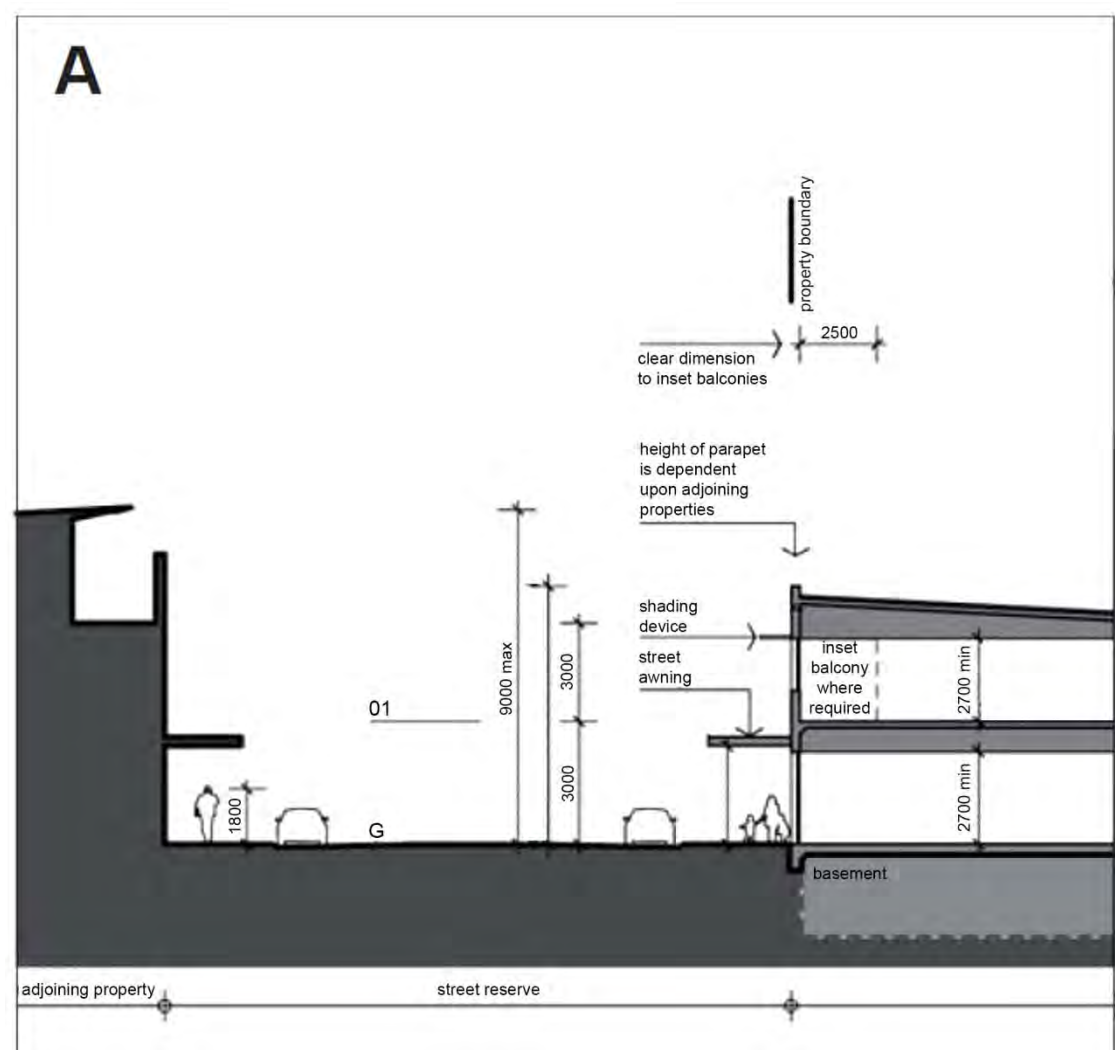 A
property boundary
2500
clear dimension
to inset balconies
height of parapet
is dependent
upon adjoining
properties
shading
device
street
awning
inset
balcony
where
required
2700 min
9000 max
3000
01
3000
2700 min
1800
G
basement
adjoining property
street reserve